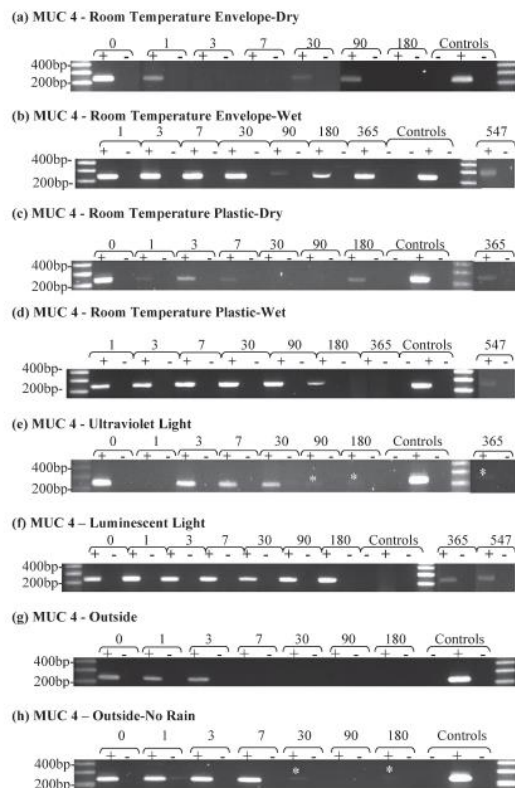 (a) MUC 4 - Room Temperature Envelope-Dry
0 1 3 7 30 90 180 Controls
+ - + - + - + - + - + - + - - + -
400bp-
200bp-
(b) MUC 4 - Room Temperature Envelope-Wet
1 3 7 30 90 180 365 Controls 547
+ - + - + - + - + - + - + - - + - + -
400bp-
200bp-
(c) MUC 4 - Room Temperature Plastic-Dry
0 1 3 7 30 90 180 Controls 365
+ - + - + - + - + - + - + - - + - + -
400bp-
200bp-
(d) MUC 4 - Room Temperature Plastic-Wet
1 3 7 30 90 180 365 Controls 547
+ - + - + - + - + - + - + - - + - + -
400bp-
200bp-
(e) MUC 4 - Ultraviolet Light
0 1 3 7 30 90 180 Controls 365
+ - + - + - + - + - + - + - - + - + -
400bp-
200bp-
* * *
(f) MUC 4 – Luminescent Light
0 1 3 7 30 90 180 Controls 365 547
+ - + - + - + - + - + - + - - + - + - + -
400bp-
200bp-
(g) MUC 4 - Outside
0 1 3 7 30 90 180 Controls
+ - + - + - + - + - + - + - - + -
400bp-
200bp-
(h) MUC 4 – Outside-No Rain
0 1 3 7 30 90 180 Controls
+ - + - + - + - + - + - + - - + -
400bp-
200bp-
* *